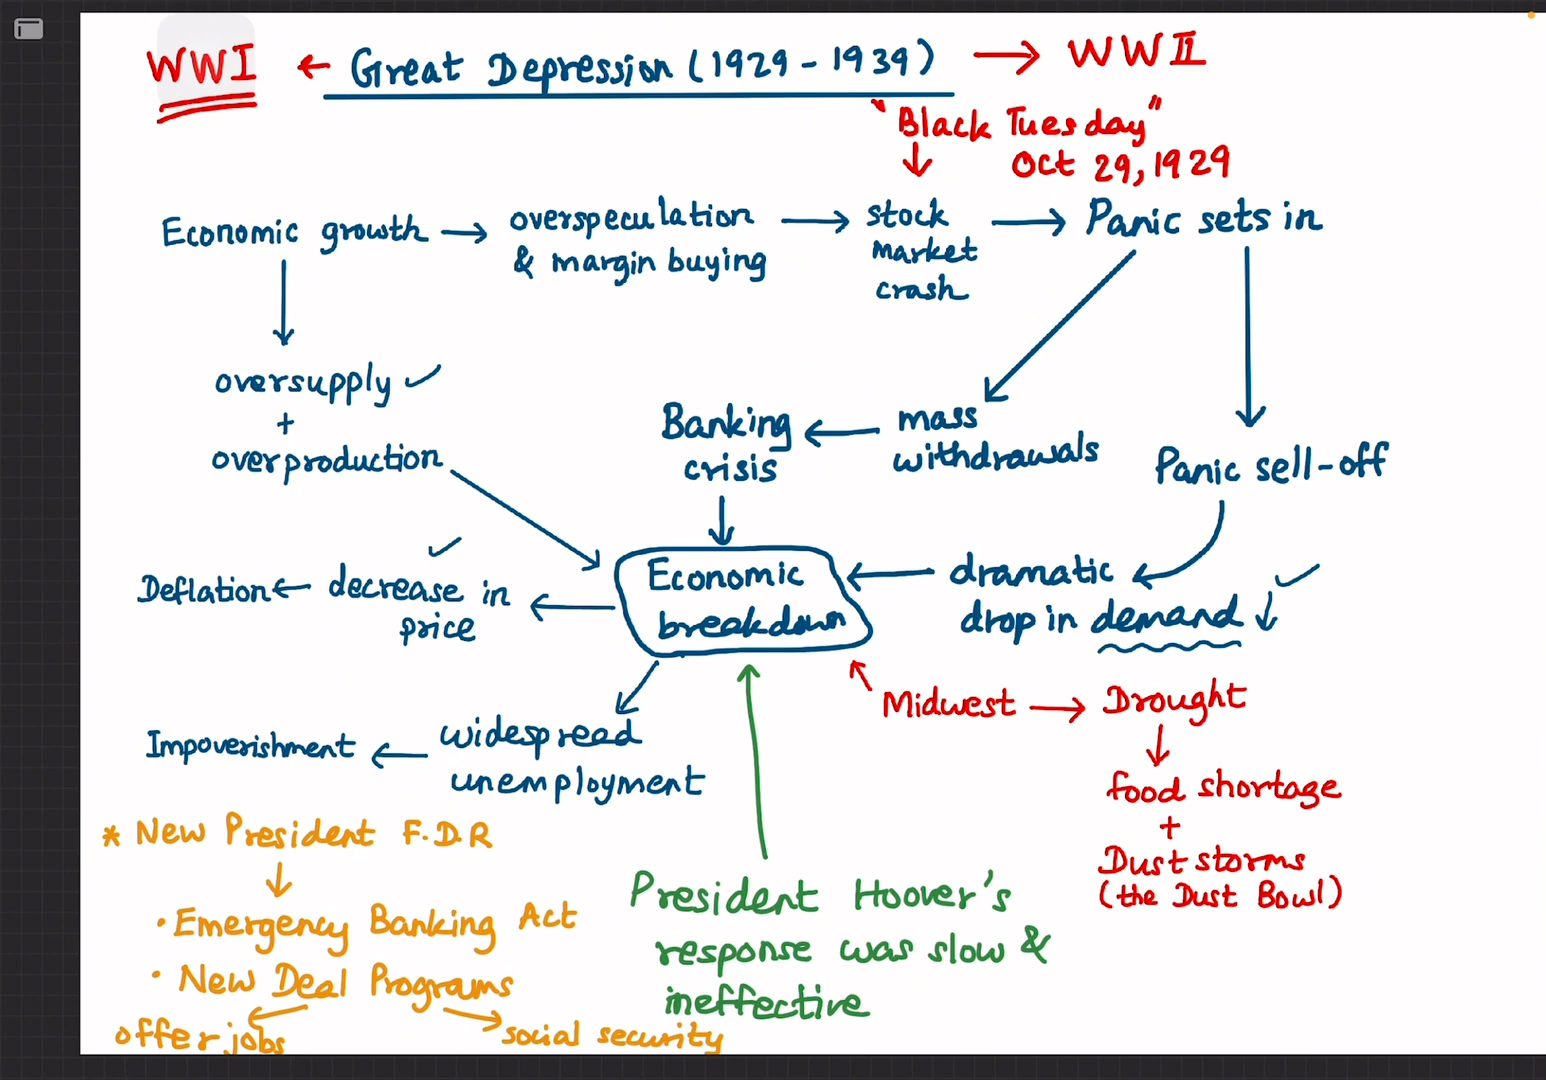 WWI ← Great Depression (1929 - 1939) → WWII
"Black Tuesday"
↓ Oct 29, 1929
Economic growth → overspeculation → stock → Panic sets in
& margin buying market
crash
oversupply ✓
+
overproduction
Banking ← mass
crisis withdrawals
Panic sell-off
Deflation ← decrease in ← Economic ← dramatic
price breakdown drop in demand ↓ ✓
Midwest → Drought
↓
food shortage
+
Dust storms
(the Dust Bowl)
Impoverishment ← widespread
unemployment
* New President F.D.R
↓
• Emergency Banking Act
• New Deal Programs
offer jobs social security
President Hoover's
response was slow &
ineffective